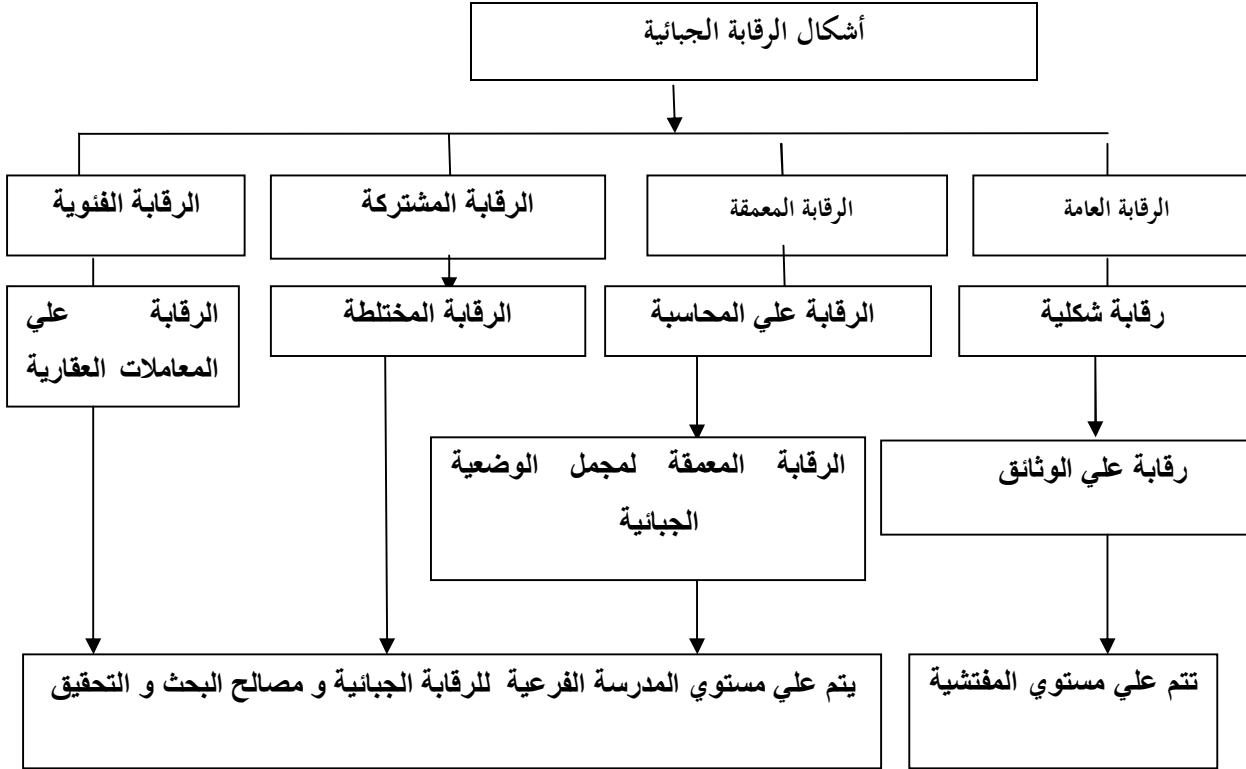 أشكال الرقابة الجبائية
الرقابة العامة
الرقابة المعمقة
الرقابة المشتركة
الرقابة الفئوية
رقابة شكلية
الرقابة علي المحاسبة
الرقابة المختلطة
الرقابة علي
المعاملات العقارية
رقابة علي الوثائق
الرقابة المعمقة لمجمل الوضعية
الجبائية
تتم علي مستوي المفتشية
يتم علي مستوي المدرسة الفرعية للرقابة الجبائية و مصالح البحث و التحقيق